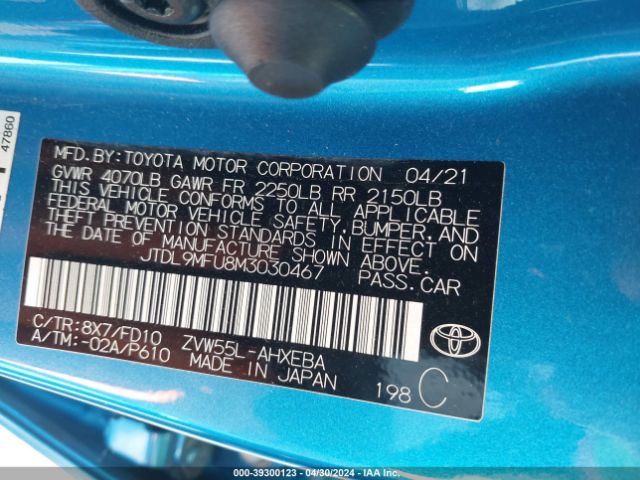 47860
MFD.BY:TOYOTA MOTOR CORPORATION 04/21
GVWR 4070LB GAWR FR 2250LB RR 2150LB
THIS VEHICLE CONFORMS TO ALL APPLICABLE
FEDERAL MOTOR VEHICLE SAFETY,BUMPER,AND
THEFT PREVENTION STANDARDS IN EFFECT ON
THE DATE OF MANUFACTURE SHOWN ABOVE.
JTDL9MFU8M3030467 PASS.CAR
C/TR:8X7/FD10 ZVW55L-AHXEBA
A/TM:-02A/P610 MADE IN JAPAN
198 C
000-39300123 - 04/30/2024 - IAA Inc.